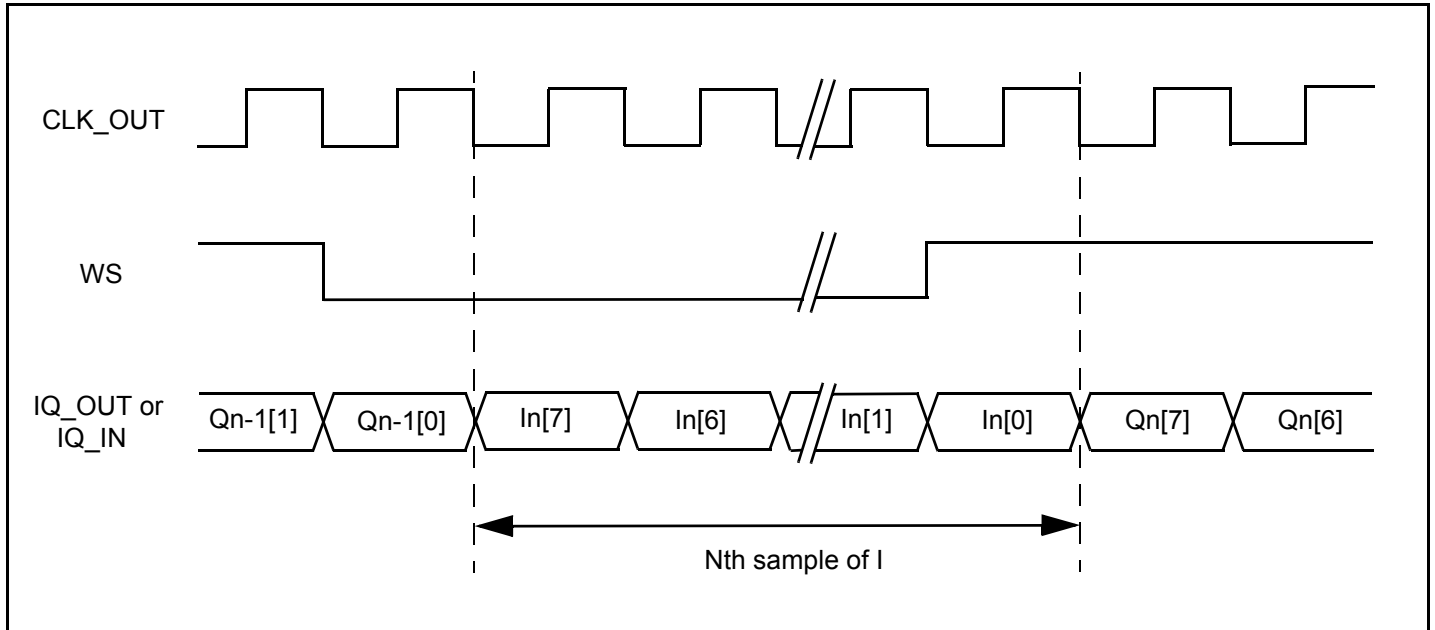 CLK_OUT
WS
IQ_OUT or
IQ_IN
Qn-1[1] Qn-1[0] In[7] In[6] In[1] In[0] Qn[7] Qn[6]
Nth sample of I